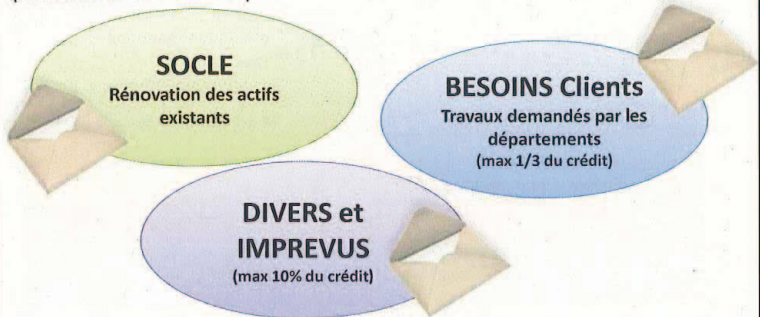 SOCLE
Rénovation des actifs
existants
BESOINS Clients
Travaux demandés par les
départements
(max 1/3 du crédit)
DIVERS et
IMPREVUS
(max 10% du crédit)